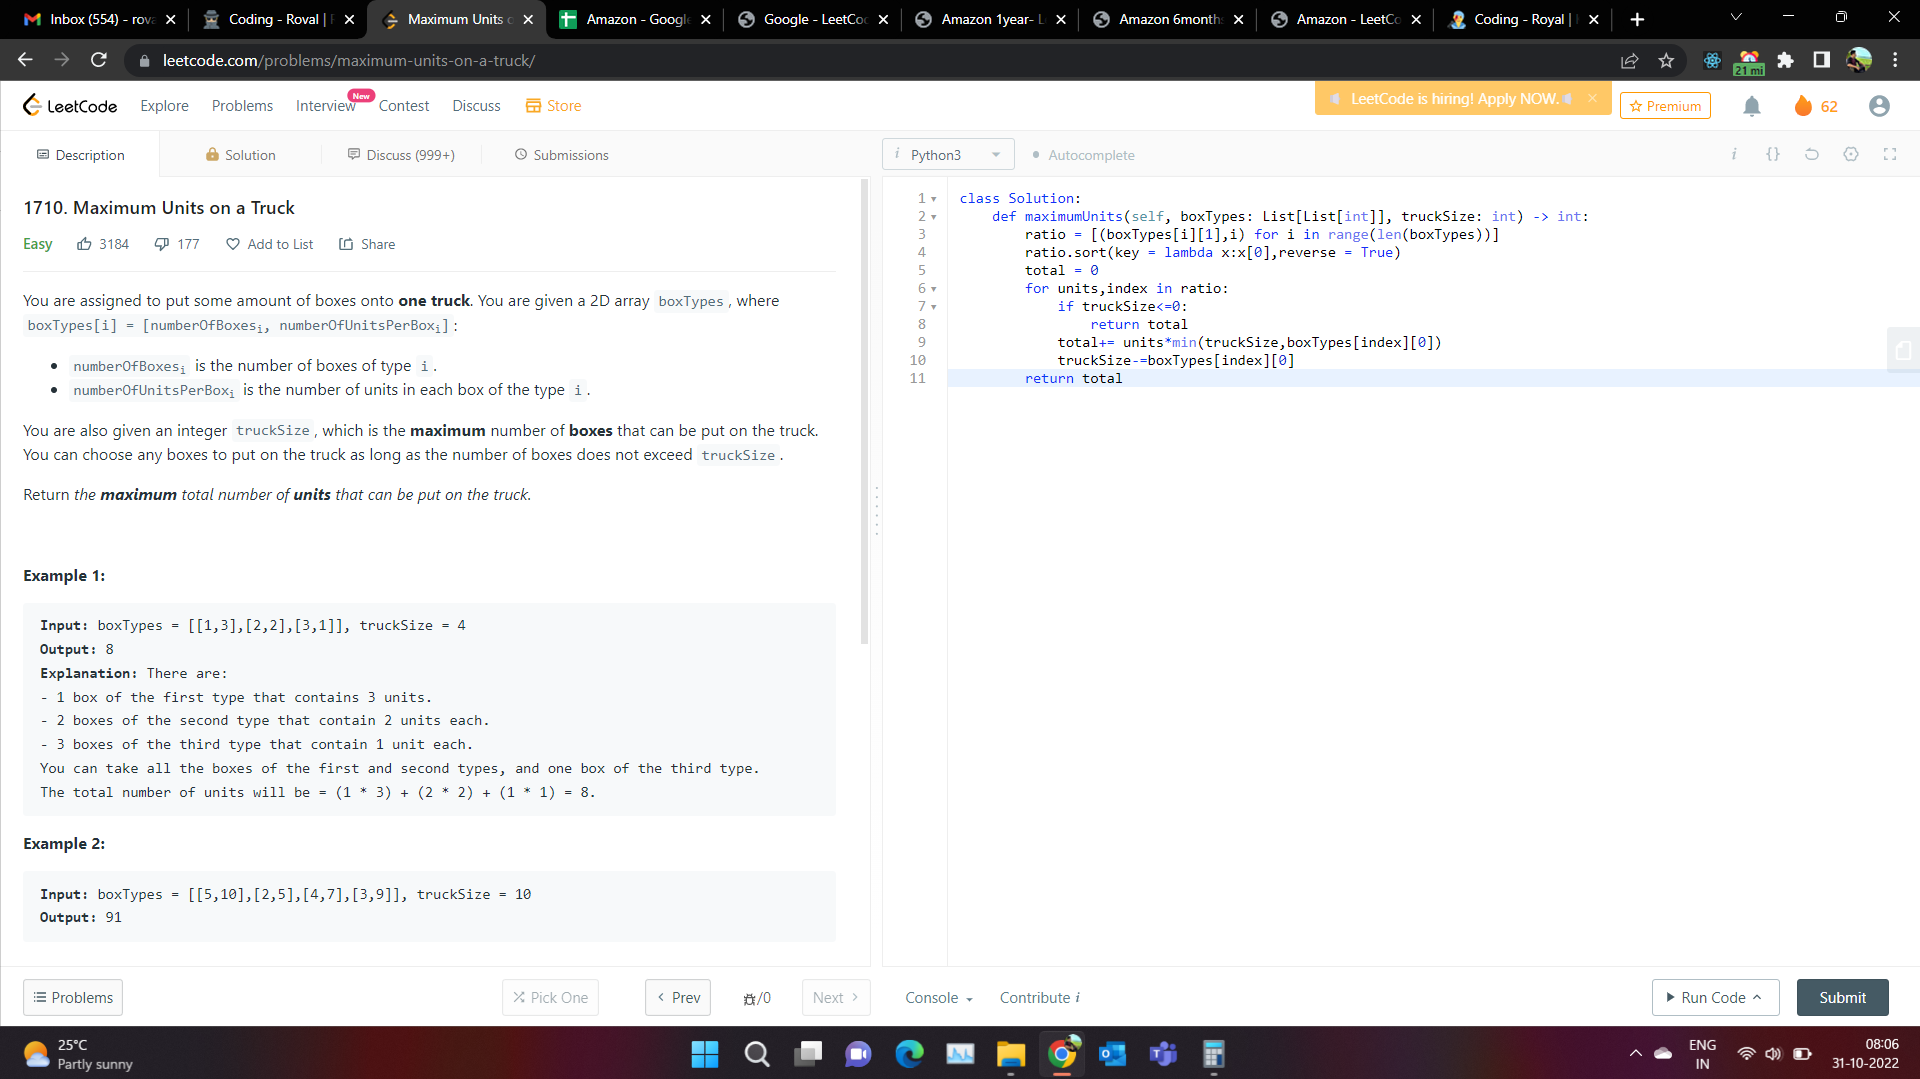 Inbox (554) - rova
Coding - Roval |
Maximum Units o
Amazon - Google
Google - LeetCoc
Amazon 1year- L
Amazon 6months
Amazon - LeetCo
Coding - Royal |
leetcode.com/problems/maximum-units-on-a-truck/
21 mi
LeetCode Explore Problems Interview New Contest Discuss Store
LeetCode is hiring! Apply NOW.
Premium
62
Description Solution Discuss (999+) Submissions
i Python3 Autocomplete
i {}
1710. Maximum Units on a Truck
Easy 3184 177 Add to List Share
You are assigned to put some amount of boxes onto one truck. You are given a 2D array boxTypes, where
boxTypes[i] = [numberOfBoxesi, numberOfUnitsPerBoxi]:
numberOfBoxesi is the number of boxes of type i.
numberOfUnitsPerBoxi is the number of units in each box of the type i.
You are also given an integer truckSize, which is the maximum number of boxes that can be put on the truck.
You can choose any boxes to put on the truck as long as the number of boxes does not exceed truckSize.
Return the maximum total number of units that can be put on the truck.
Example 1:
Input: boxTypes = [[1,3],[2,2],[3,1]], truckSize = 4
Output: 8
Explanation: There are:
- 1 box of the first type that contains 3 units.
- 2 boxes of the second type that contain 2 units each.
- 3 boxes of the third type that contain 1 unit each.
You can take all the boxes of the first and second types, and one box of the third type.
The total number of units will be = (1 * 3) + (2 * 2) + (1 * 1) = 8.
Example 2:
Input: boxTypes = [[5,10],[2,5],[4,7],[3,9]], truckSize = 10
Output: 91
1 class Solution:
2 def maximumUnits(self, boxTypes: List[List[int]], truckSize: int) -> int:
3 ratio = [(boxTypes[i][1],i) for i in range(len(boxTypes))]
4 ratio.sort(key = lambda x:x[0],reverse = True)
5 total = 0
6 for units,index in ratio:
7 if truckSize<=0:
8 return total
9 total+= units*min(truckSize,boxTypes[index][0])
10 truckSize-=boxTypes[index][0]
11 return total
Problems Pick One < Prev /0 Next > Console Contribute i Run Code Submit
25°C
Partly sunny
ENG
IN
08:06
31-10-2022